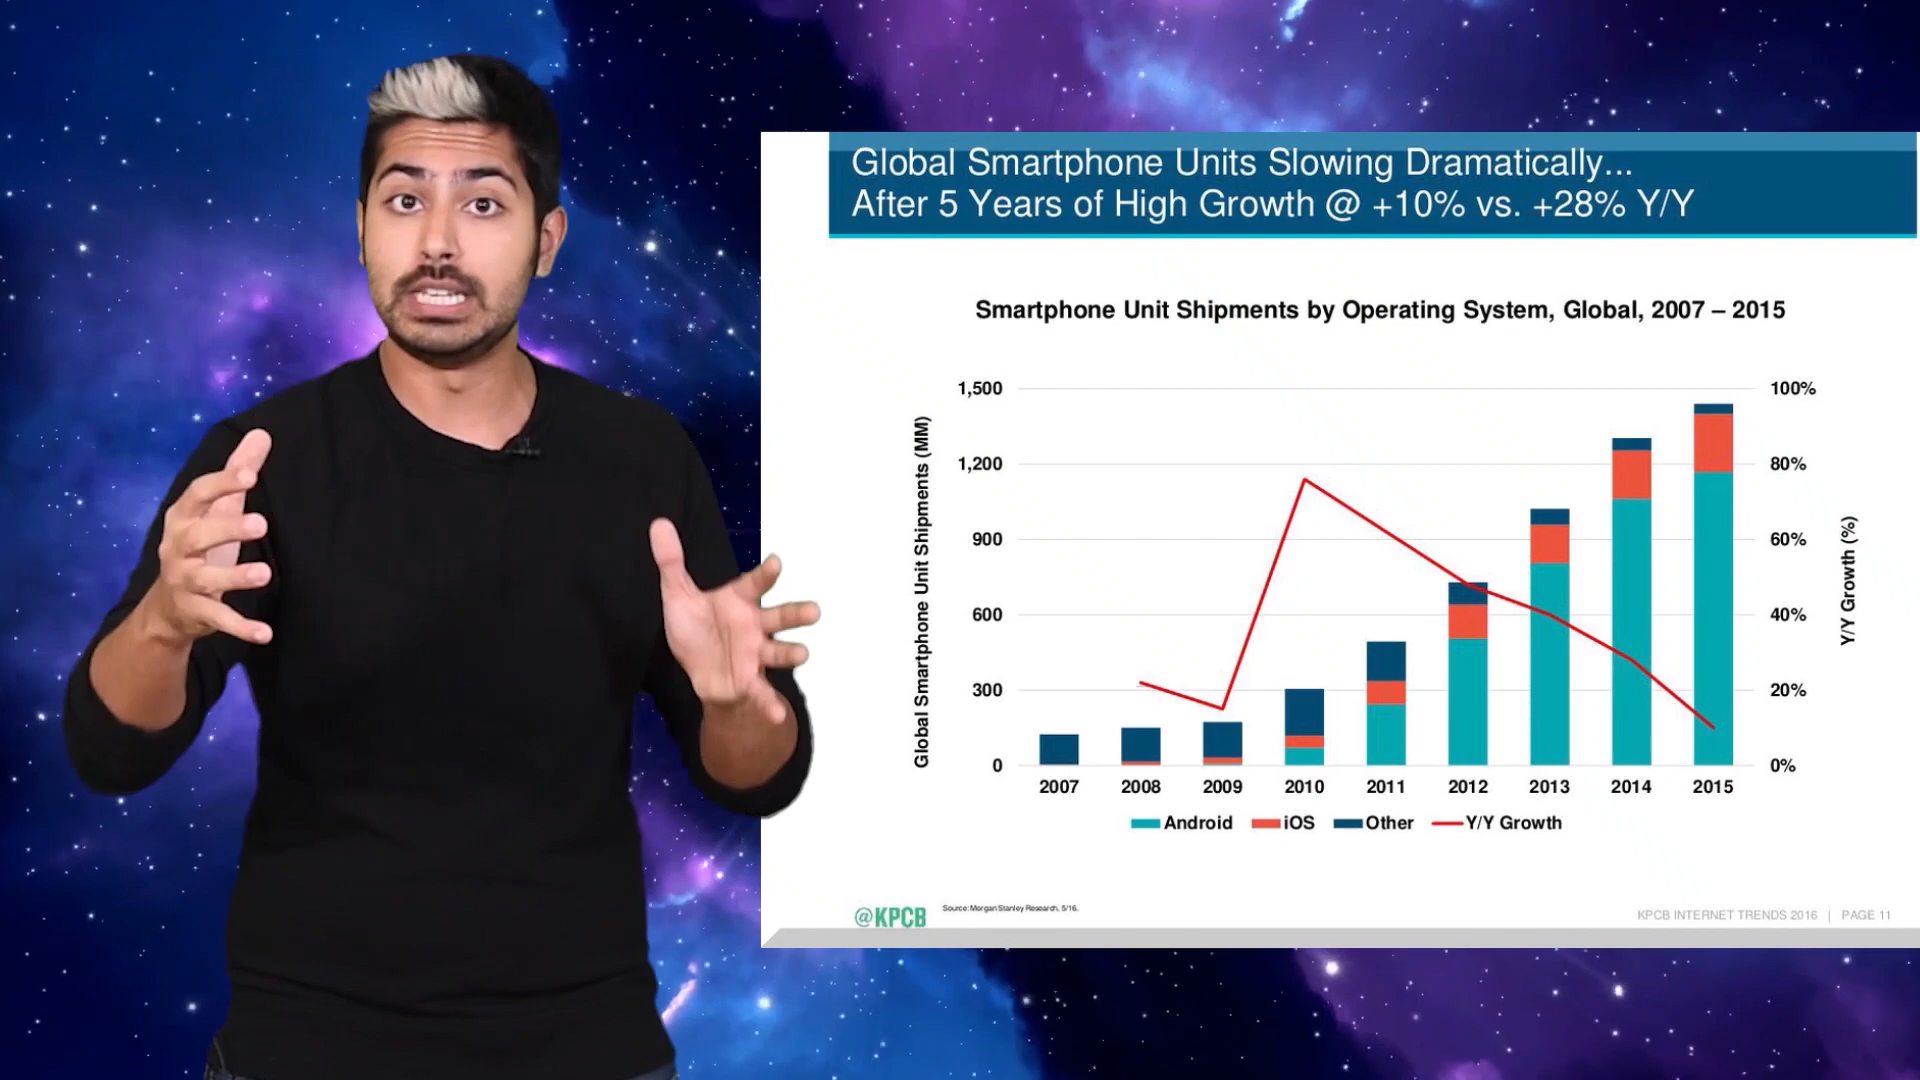 Global Smartphone Units Slowing Dramatically...
After 5 Years of High Growth @ +10% vs. +28% Y/Y
Smartphone Unit Shipments by Operating System, Global, 2007 – 2015
Global Smartphone Unit Shipments (MM)
1,500
1,200
900
600
300
0
100%
80%
60%
40%
20%
0%
Y/Y Growth (%)
2007 2008 2009 2010 2011 2012 2013 2014 2015
Android iOS Other Y/Y Growth
@KPCB
Source: Morgan Stanley Research, 5/16.
KPCB INTERNET TRENDS 2016 | PAGE 11